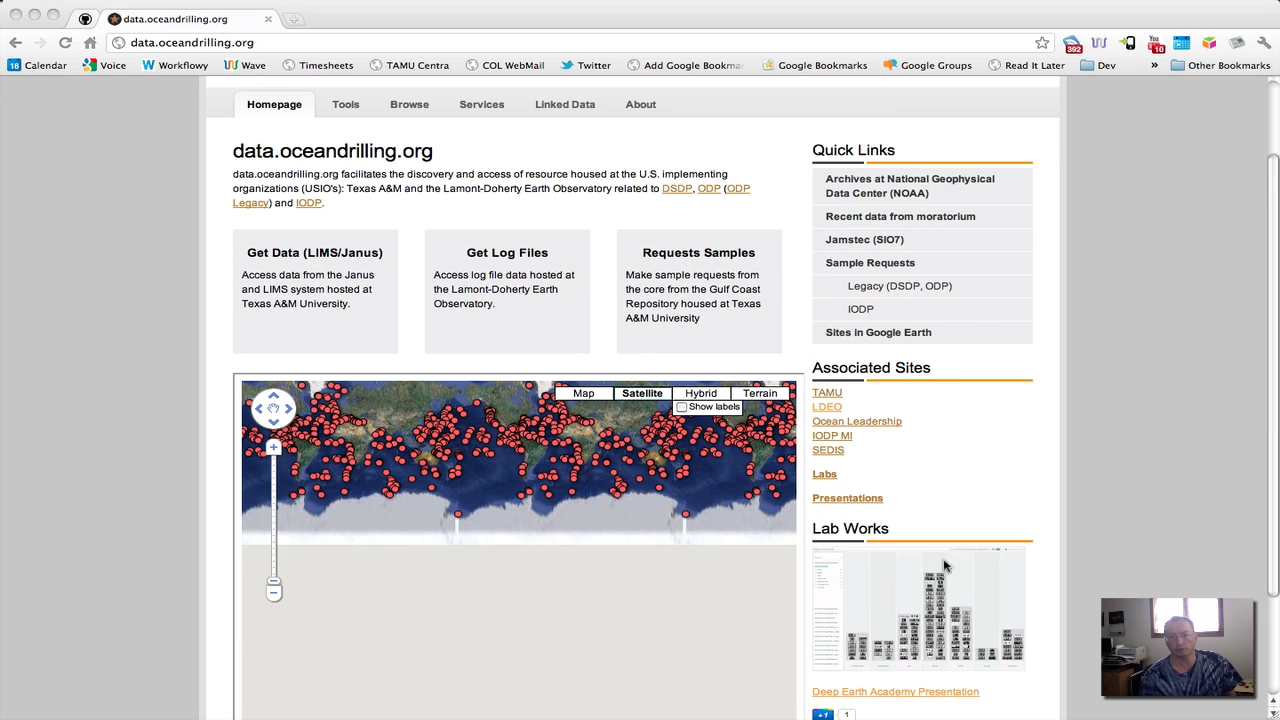 data.oceandrilling.org
data.oceandrilling.org
392
You
10
18 Calendar
Voice
Workflowy
Wave
Timesheets
TAMU Centra
COL WebMail
Twitter
Add Google Bookma
Google Bookmarks
Google Groups
Read It Later
Dev
»
Other Bookmarks
Homepage
Tools
Browse
Services
Linked Data
About
data.oceandrilling.org
data.oceandrilling.org facilitates the discovery and access of resource housed at the U.S. implementing
organizations (USIO's): Texas A&M and the Lamont-Doherty Earth Observatory related to DSDP, ODP (ODP
Legacy) and IODP.
Get Data (LIMS/Janus)
Access data from the Janus
and LIMS system hosted at
Texas A&M University.
Get Log Files
Access log file data hosted at
the Lamont-Doherty Earth
Observatory.
Requests Samples
Make sample requests from
the core from the Gulf Coast
Repository housed at Texas
A&M University
Map
Satellite
Hybrid
Terrain
Show labels
Quick Links
Archives at National Geophysical
Data Center (NOAA)
Recent data from moratorium
Jamstec (SIO7)
Sample Requests
Legacy (DSDP, ODP)
IODP
Sites in Google Earth
Associated Sites
TAMU
LDEO
Ocean Leadership
IODP MI
SEDIS
Labs
Presentations
Lab Works
Deep Earth Academy Presentation
+1
1